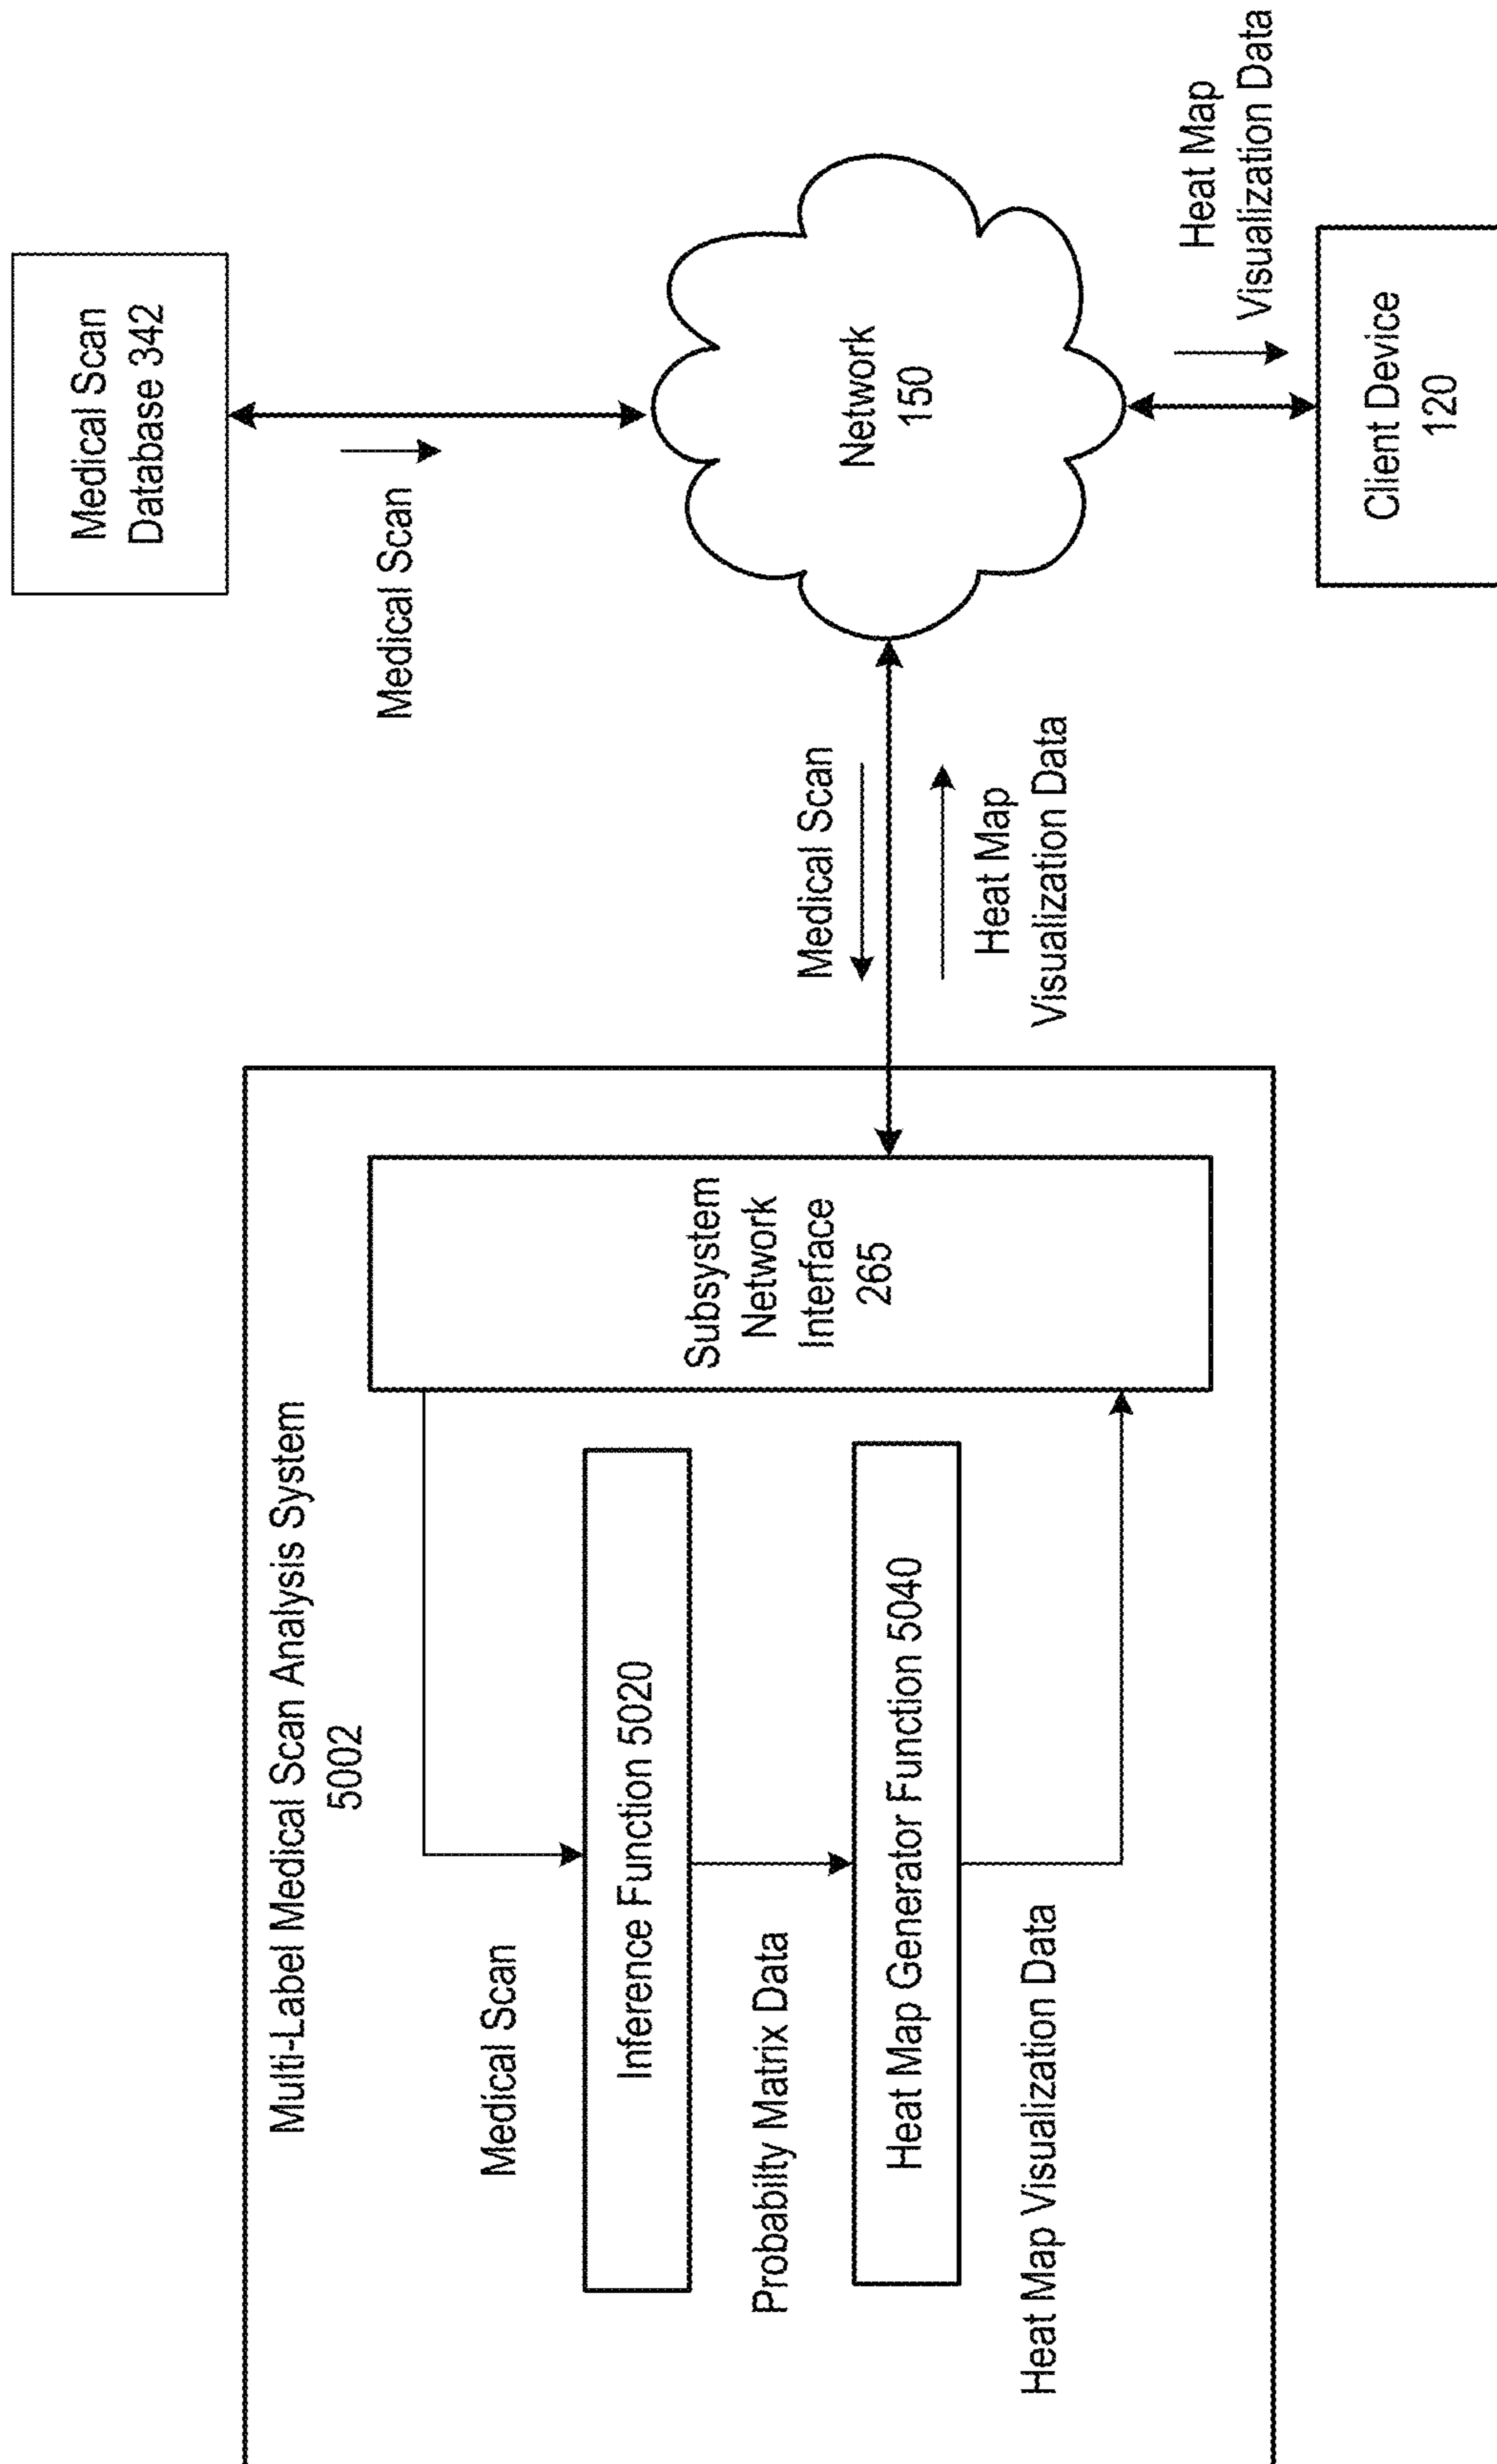 Multi-Label Medical Scan Analysis System
5002
Medical Scan
Inference Function 5020
Probabilty Matrix Data
Heat Map Generator Function 5040
Heat Map Visualization Data
Subsystem
Network
Interface
265
Medical Scan
Heat Map
Visualization Data
Medical Scan
Database 342
Medical Scan
Network
150
Heat Map
Visualization Data
Client Device
120